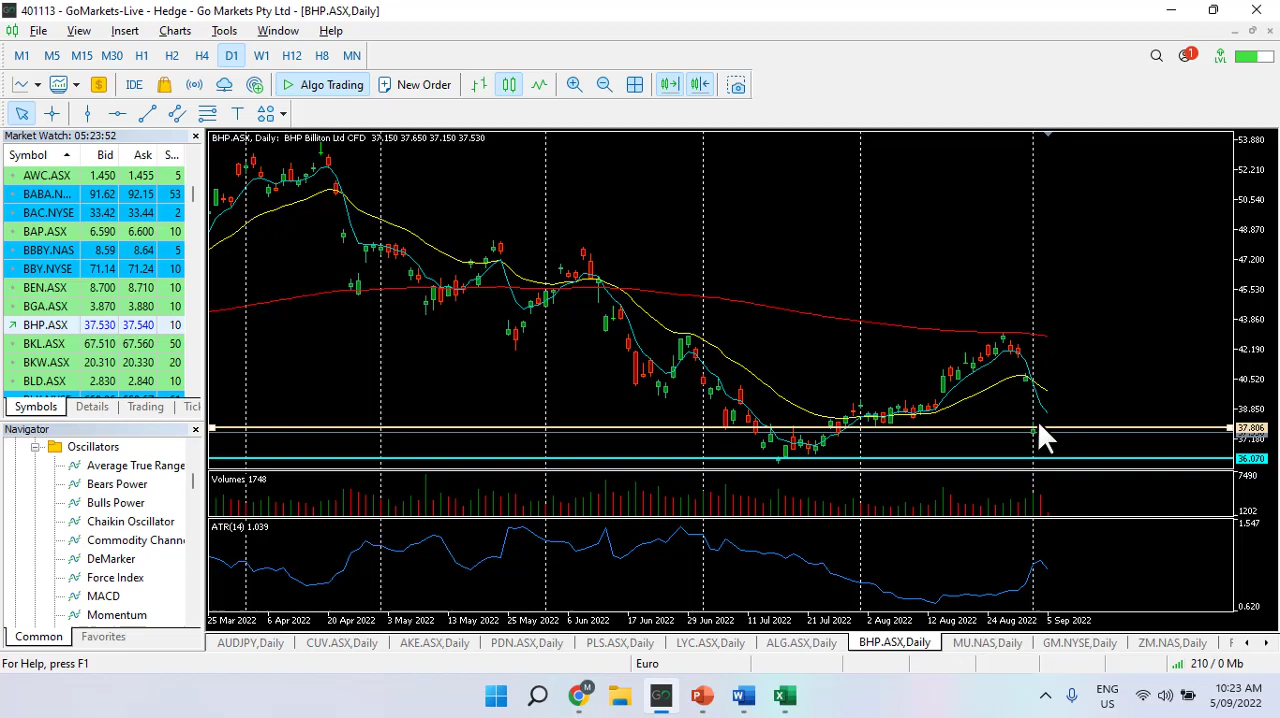 401113 - GoMarkets-Live - Hedge - Go Markets Pty Ltd - [BHP.ASX,Daily]
File View Insert Charts Tools Window Help
M1 M5 M15 M30 H1 H2 H4 D1 W1 H12 H8 MN
1
LVL
IDE Algo Trading New Order
Market Watch: 05:23:52
Symbol Bid Ask S...
AWC.ASX 1.450 1.455 5
BABA.N... 91.62 92.15 53
BAC.NYSE 33.42 33.44 2
BAP.ASX 6.590 6.600 10
BBBY.NAS 8.59 8.64 5
BBY.NYSE 71.14 71.24 10
BEN.ASX 8.700 8.710 10
BGA.ASX 3.870 3.880 10
BHP.ASX 37.530 37.540 10
BKL.ASX 67.510 67.560 50
BKW.ASX 20.310 20.330 20
BLD.ASX 2.830 2.840 10
Symbols Details Trading Tick
Navigator
Oscillators
Average True Range
Bears Power
Bulls Power
Chaikin Oscillator
Commodity Chann
DeMarker
Force Index
MACD
Momentum
Common Favorites
BHP.ASX, Daily: BHP Billiton Ltd CFD 37.150 37.650 37.150 37.530
53.880
52.210
50.540
48.870
47.200
45.530
43.860
42.190
40.520
38.850
37.806
37.180
36.070
Volumes 1748
7490
1202
ATR(14) 1.039
1.547
0.620
25 Mar 2022 6 Apr 2022 20 Apr 2022 3 May 2022 13 May 2022 25 May 2022 6 Jun 2022 17 Jun 2022 29 Jun 2022 11 Jul 2022 21 Jul 2022 2 Aug 2022 12 Aug 2022 24 Aug 2022 5 Sep 2022
AUDJPY,Daily CUV.ASX,Daily AKE.ASX,Daily PDN.ASX,Daily PLS.ASX,Daily LYC.ASX,Daily ALG.ASX,Daily BHP.ASX,Daily MU.NAS,Daily GM.NYSE,Daily ZM.NAS,Daily
For Help, press F1 Euro 210 / 0 Mb
GO
ENG
US
10:23 AM
5/09/2022